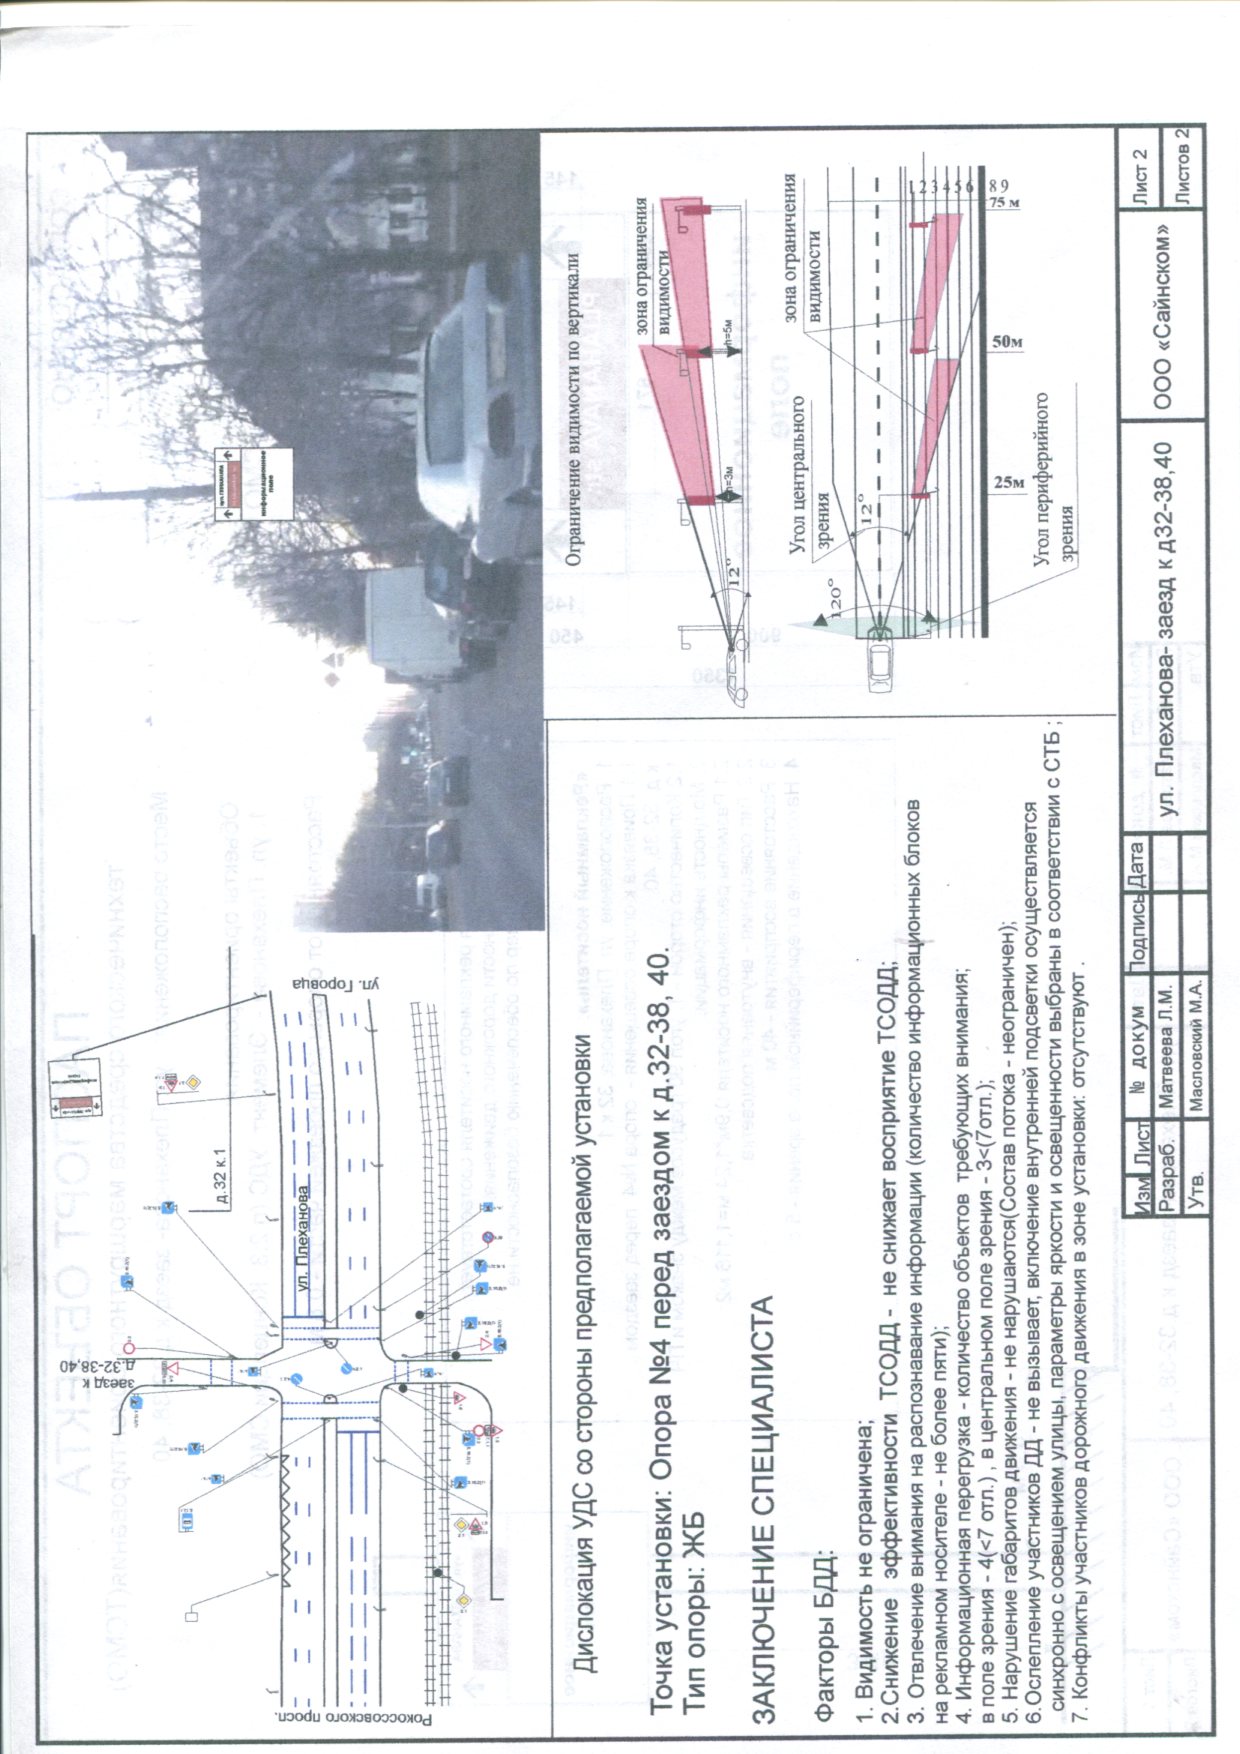 д.32 к.1
ул. Плеханова
ул. Горовца
заезд к
д.32-38,40
Рокоссовского просп.
ул. ПЛЕХАНОВА
информационное
поле
Дислокация УДС со стороны предполагаемой установки
Точка установки: Опора №4 перед заездом к д.32-38, 40.
Тип опоры: ЖБ
ЗАКЛЮЧЕНИЕ СПЕЦИАЛИСТА
Факторы БДД:
1. Видимость не ограничена;
2.Снижение эффективности ТСОДД - не снижает восприятие ТСОДД;
3. Отвлечение внимания на распознавание информации (количество информационных блоков
на рекламном носителе - не более пяти);
4. Информационная перегрузка - количество объектов требующих внимания:
в поле зрения - 4(<7 отл.) , в центральном поле зрения - 3<(7отл.);
5. Нарушение габаритов движения - не нарушаются(Состав потока - неограничен);
6.Ослепление участников ДД - не вызывает, включение внутренней подсветки осуществляется
синхронно с освещением улицы, параметры яркости и освещенности выбраны в соответствии с СТБ ;
7. Конфликты участников дорожного движения в зоне установки: отсутствуют .
Ограничение видимости по вертикали
зона ограничения
видимости
h=3м
h=5м
12°
Угол центрального
зрения
зона ограничения
видимости
120°
12°
1 2 3 4 5 6 8 9
25м
50м
75 м
Угол периферийного
зрения
Изм Лист № докум Подпись Дата
Разраб. Матвеева Л.М.
Утв. Масловский М.А.
ул. Плеханова- заезд к д32-38,40
ООО «Сайнском»
Лист 2
Листов 2